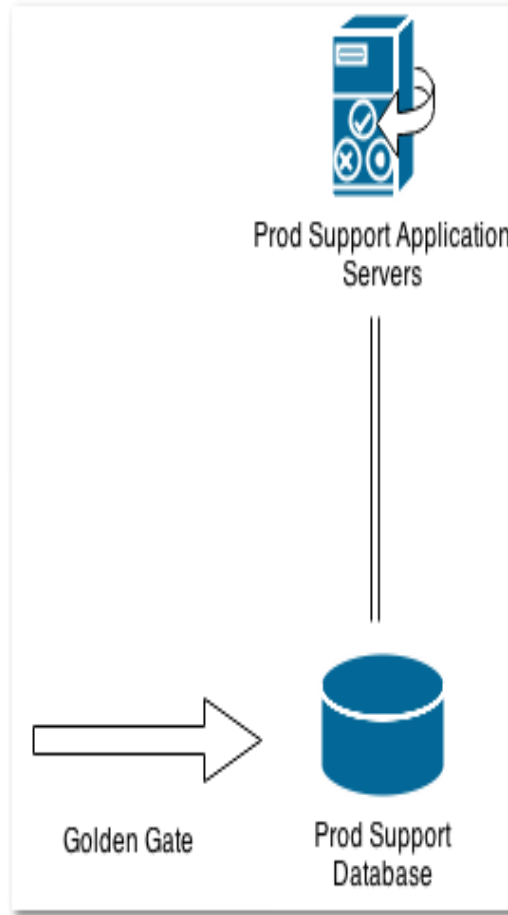 Prod Support Application
Servers
Golden Gate
Prod Support
Database